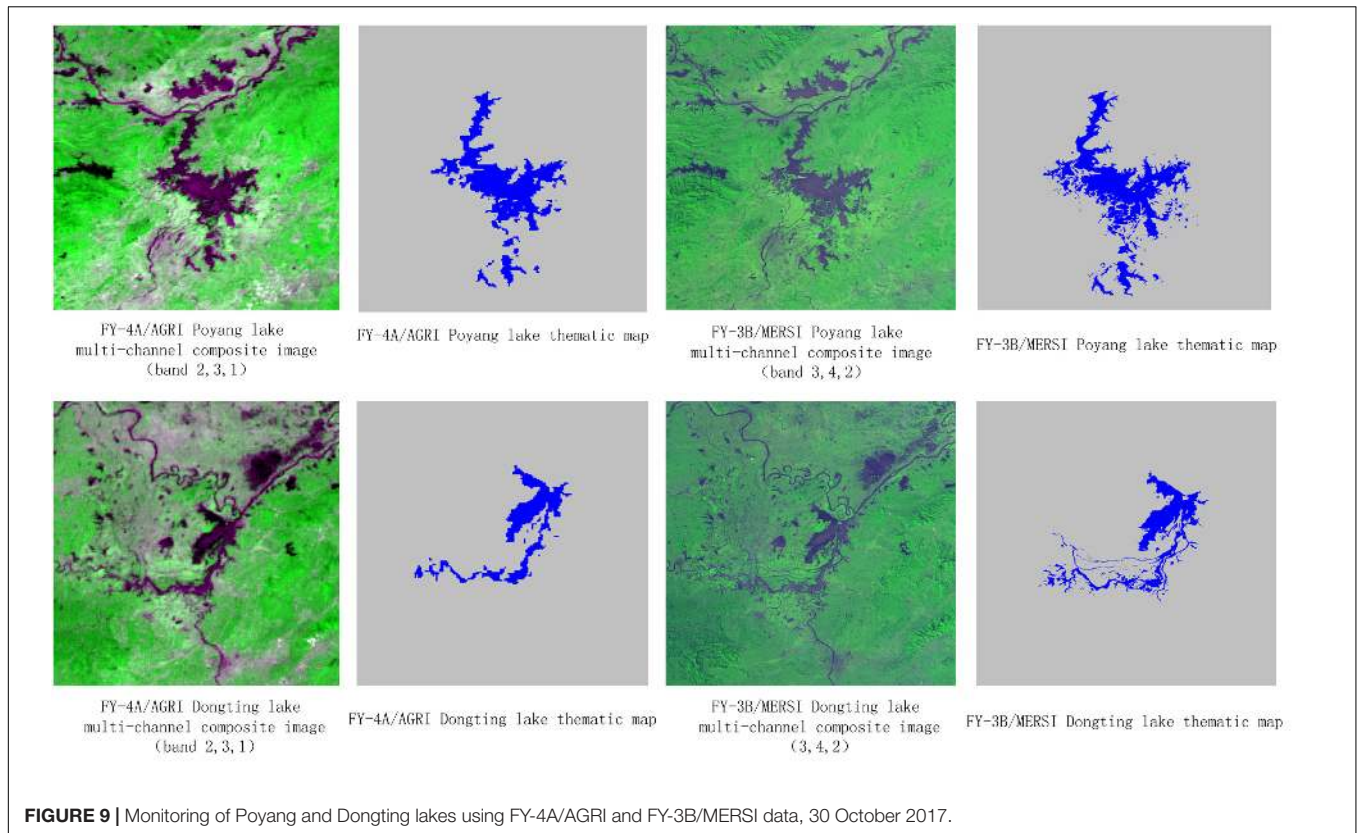 FY-4A/AGRI Poyang lake
multi-channel composite image
(band 2,3,1)
FY-4A/AGRI Poyang lake thematic map
FY-3B/MERSI Poyang lake
multi-channel composite image
(band 3,4,2)
FY-3B/MERSI Poyang lake thematic map
FY-4A/AGRI Dongting lake
multi-channel composite image
(band 2,3,1)
FY-4A/AGRI Dongting lake thematic map
FY-3B/MERSI Dongting lake
multi-channel composite image
(3,4,2)
FY-3B/MERSI Dongting lake thematic map
FIGURE 9 | Monitoring of Poyang and Dongting lakes using FY-4A/AGRI and FY-3B/MERSI data, 30 October 2017.